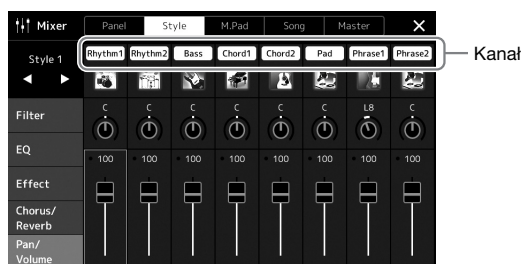 Mixer Panel Style M.Pad Song Master
Style 1 Rhythm1 Rhythm2 Bass Chord1 Chord2 Pad Phrase1 Phrase2 Kanał
Filter C C C C C C L8 C
EQ
100 100 100 100 100 100 100 100
Effect
Chorus/
Reverb
Pan/
Volume